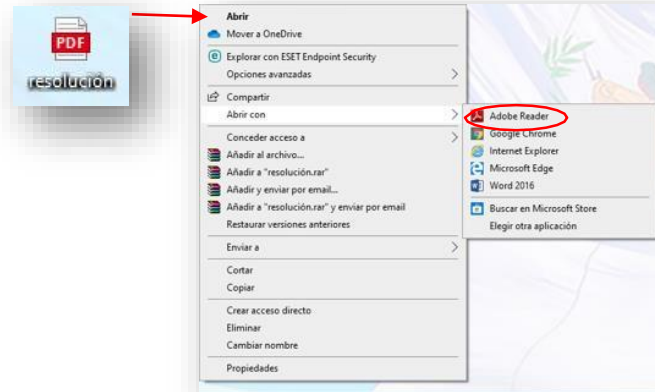 PDF
resolución
Abrir
Mover a OneDrive
Explorar con ESET Endpoint Security
Opciones avanzadas
Compartir
Abrir con
Conceder acceso a
Añadir al archivo...
Añadir a "resolución.rar"
Añadir y enviar por email...
Añadir a "resolución.rar" y enviar por email
Restaurar versiones anteriores
Enviar a
Cortar
Copiar
Crear acceso directo
Eliminar
Cambiar nombre
Propiedades
Adobe Reader
Google Chrome
Internet Explorer
Microsoft Edge
Word 2016
Buscar en Microsoft Store
Elegir otra aplicación